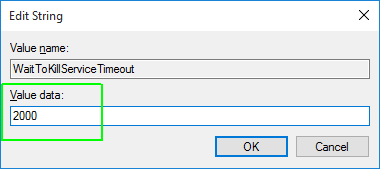 Edit String
Value name:
WaitToKillServiceTimeout
Value data:
2000
OK Cancel